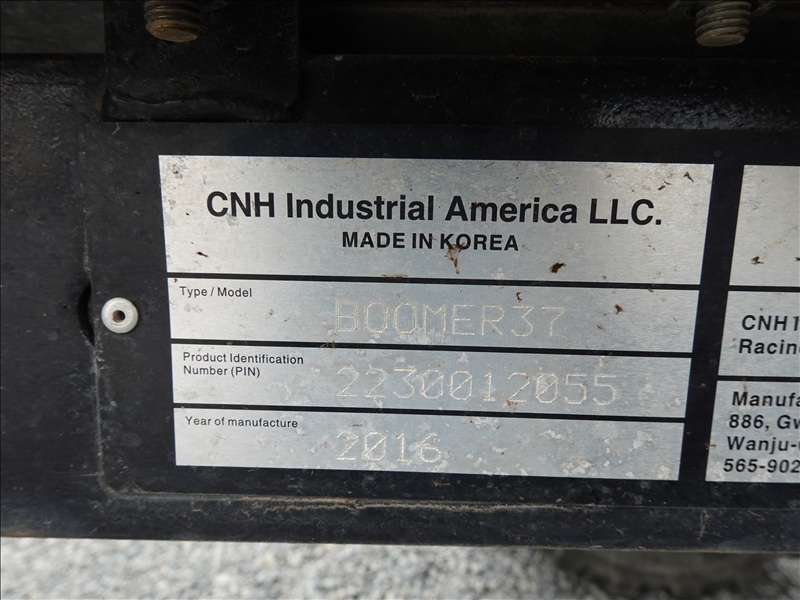 CNH Industrial America LLC.
MADE IN KOREA
Type / Model
BOOMER37
Product Identification
Number (PIN)
2230012055
Year of manufacture
2016
CNH
Racin
Manufa
886, Gw
Wanju-
565-902